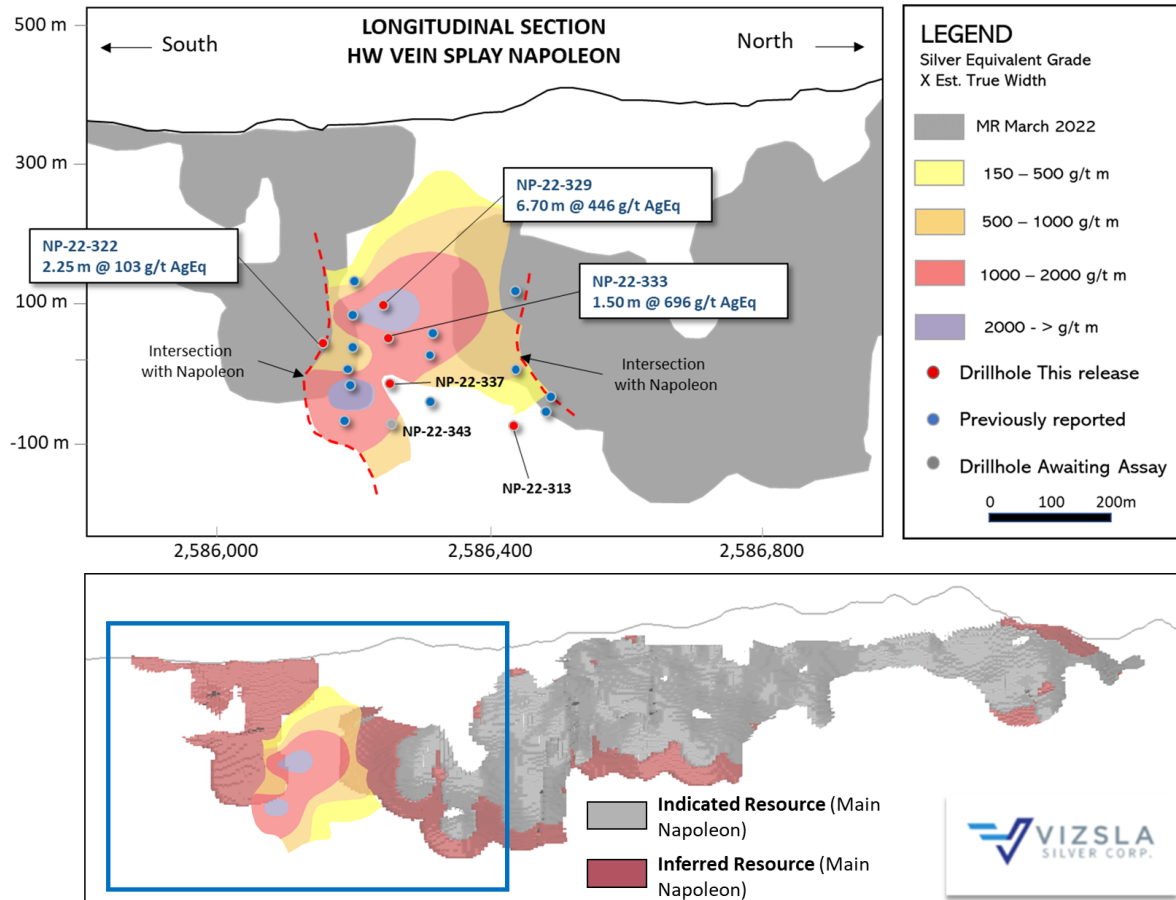 500 m
300 m
100 m
-100 m
South
LONGITUDINAL SECTION
HW VEIN SPLAY NAPOLEON
North
NP-22-329
6.70 m @ 446 g/t AgEq
NP-22-322
2.25 m @ 103 g/t AgEq
NP-22-333
1.50 m @ 696 g/t AgEq
Intersection
with Napoleon
Intersection
with Napoleon
NP-22-337
NP-22-343
NP-22-313
2,586,000
2,586,400
2,586,800
LEGEND
Silver Equivalent Grade
X Est. True Width
MR March 2022
150 – 500 g/t m
500 – 1000 g/t m
1000 – 2000 g/t m
2000 - > g/t m
Drillhole This release
Previously reported
Drillhole Awaiting Assay
0 100 200m
Indicated Resource (Main
Napoleon)
Inferred Resource (Main
Napoleon)
VIZSLA
SILVER CORP.